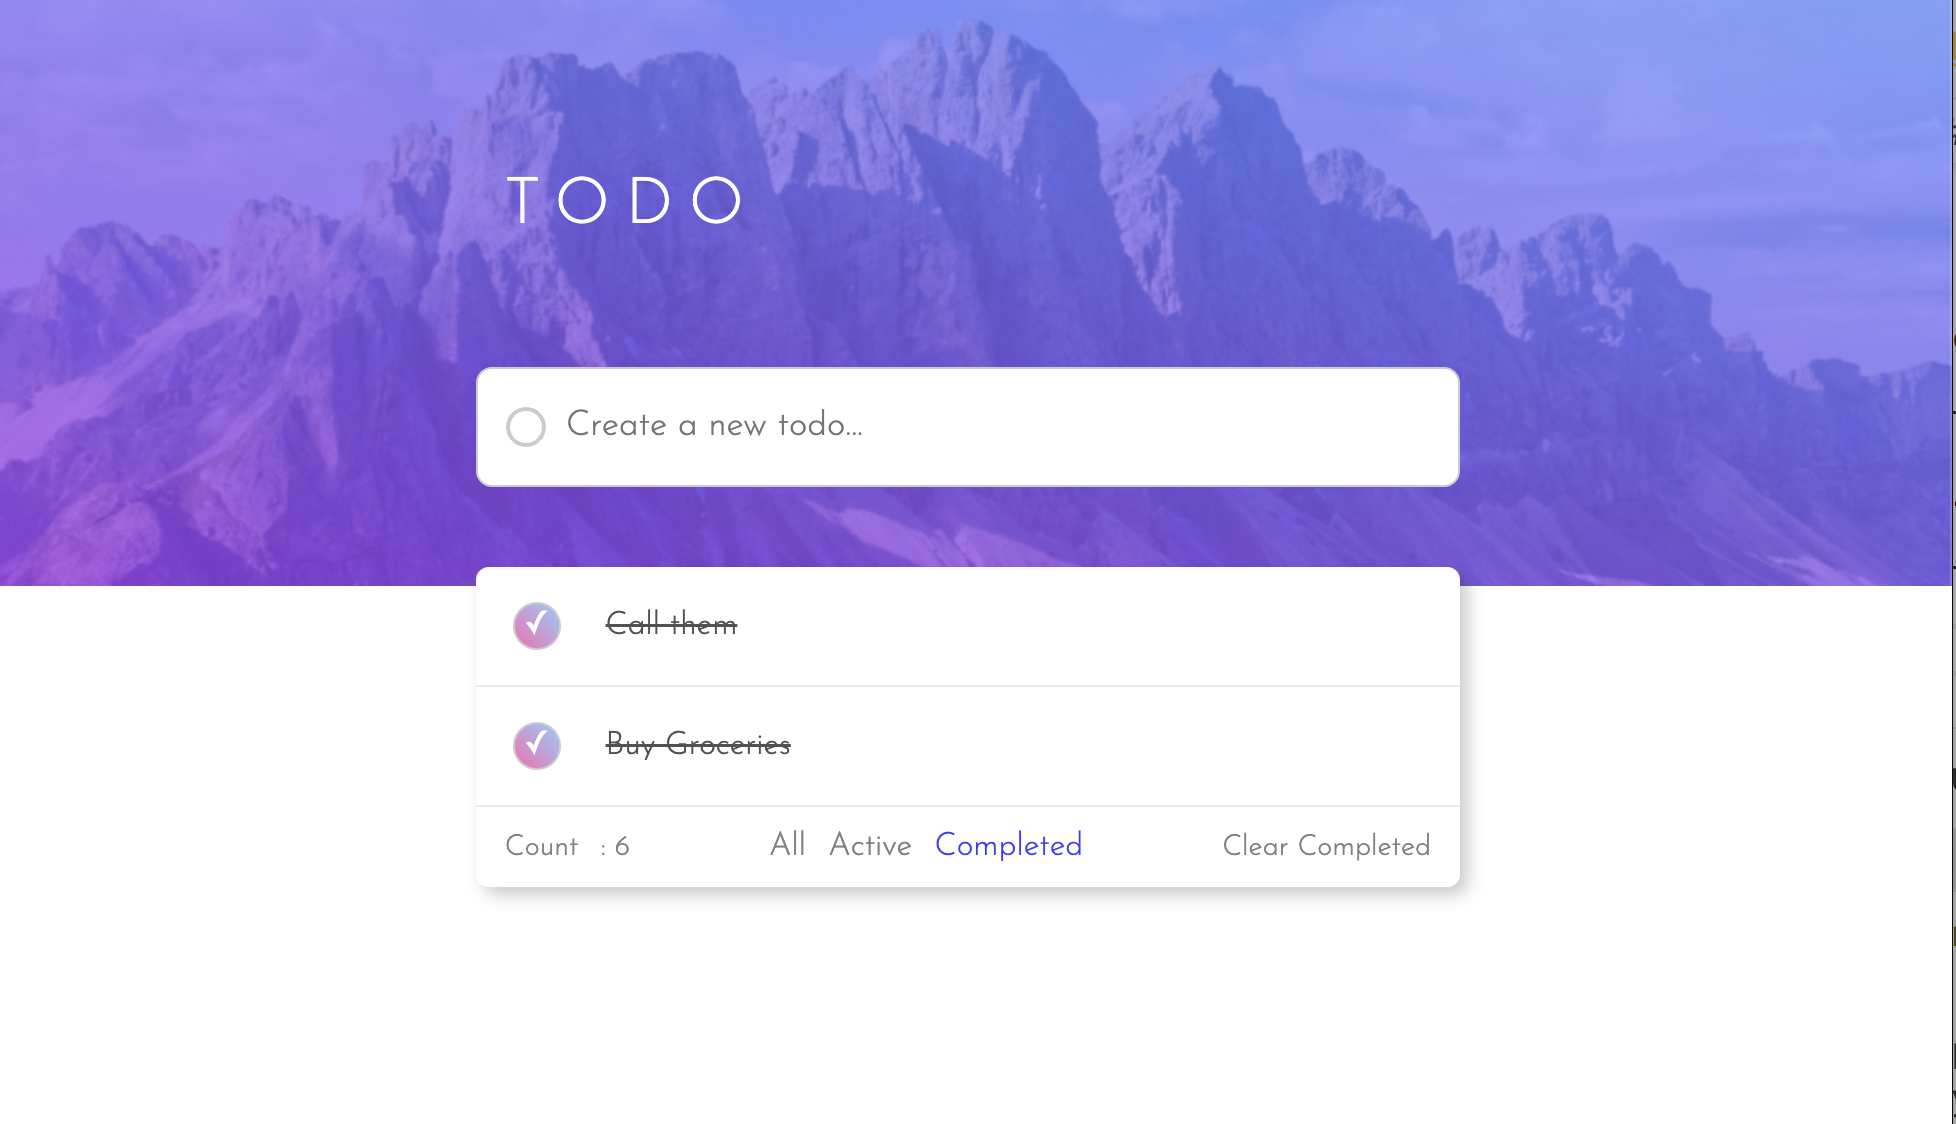 TODO
Create a new todo...
Call them
Buy Groceries
Count : 6 All Active Completed Clear Completed